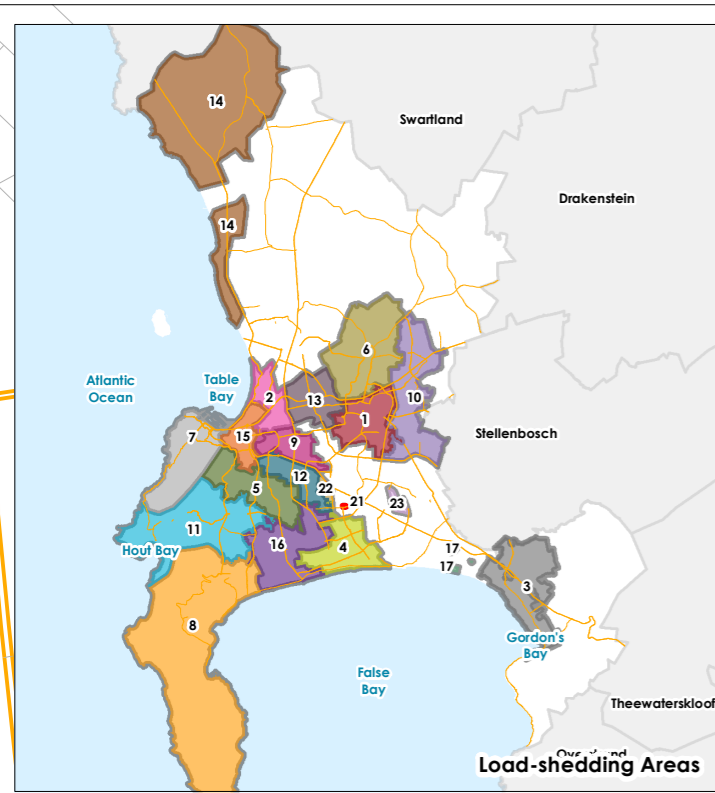 14
Swartland
Drakenstein
14
6
Atlantic
Ocean
Table
Bay
2
13
10
1
7
15
9
Stellenbosch
12
5
22
21
23
11
16
4
17
Hout Bay
17
3
8
Gordon's
Bay
False
Bay
Theewaterskloof
Load-shedding Areas